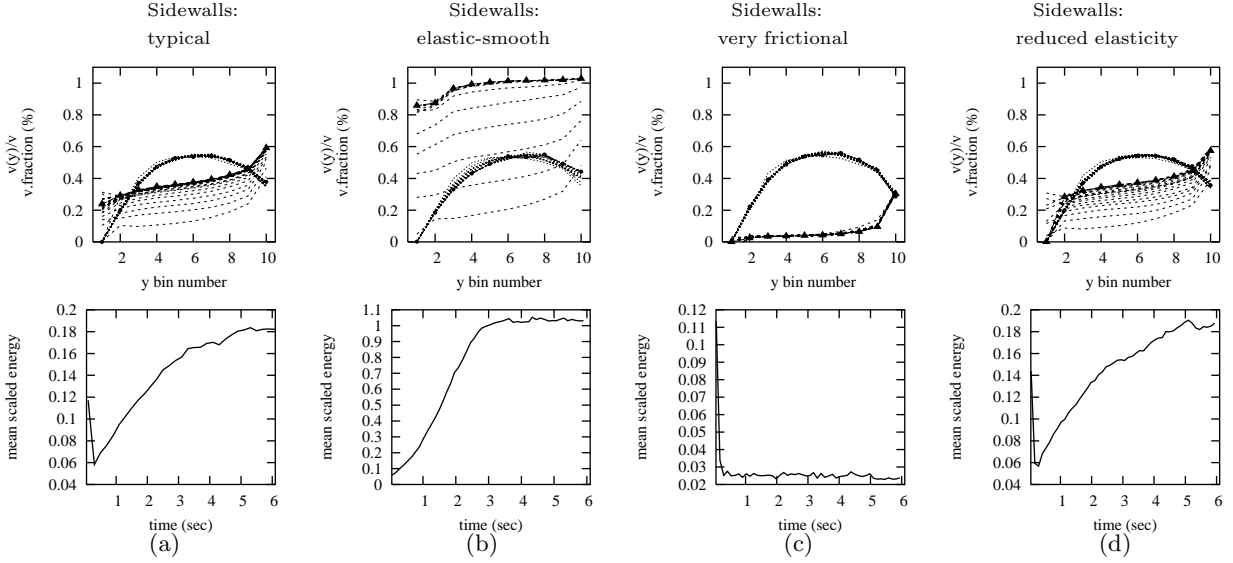 Sidewalls:
typical
Sidewalls:
elastic-smooth
Sidewalls:
very frictional
Sidewalls:
reduced elasticity
v(y)/v
v.fraction (%)
1
0.8
0.6
0.4
0.2
0
2 4 6 8 10
y bin number
v(y)/v
v.fraction (%)
1
0.8
0.6
0.4
0.2
0
2 4 6 8 10
y bin number
v(y)/v
v.fraction (%)
1
0.8
0.6
0.4
0.2
0
2 4 6 8 10
y bin number
v(y)/v
v.fraction (%)
1
0.8
0.6
0.4
0.2
0
2 4 6 8 10
y bin number
mean scaled energy
0.2
0.18
0.16
0.14
0.12
0.1
0.08
0.06
0.04
1 2 3 4 5 6
time (sec)
(a)
mean scaled energy
1.1
1
0.9
0.8
0.7
0.6
0.5
0.4
0.3
0.2
0.1
0
1 2 3 4 5 6
time (sec)
(b)
mean scaled energy
0.12
0.11
0.1
0.09
0.08
0.07
0.06
0.05
0.04
0.03
0.02
1 2 3 4 5 6
time (sec)
(c)
mean scaled energy
0.2
0.18
0.16
0.14
0.12
0.1
0.08
0.06
0.04
1 2 3 4 5 6
time (sec)
(d)